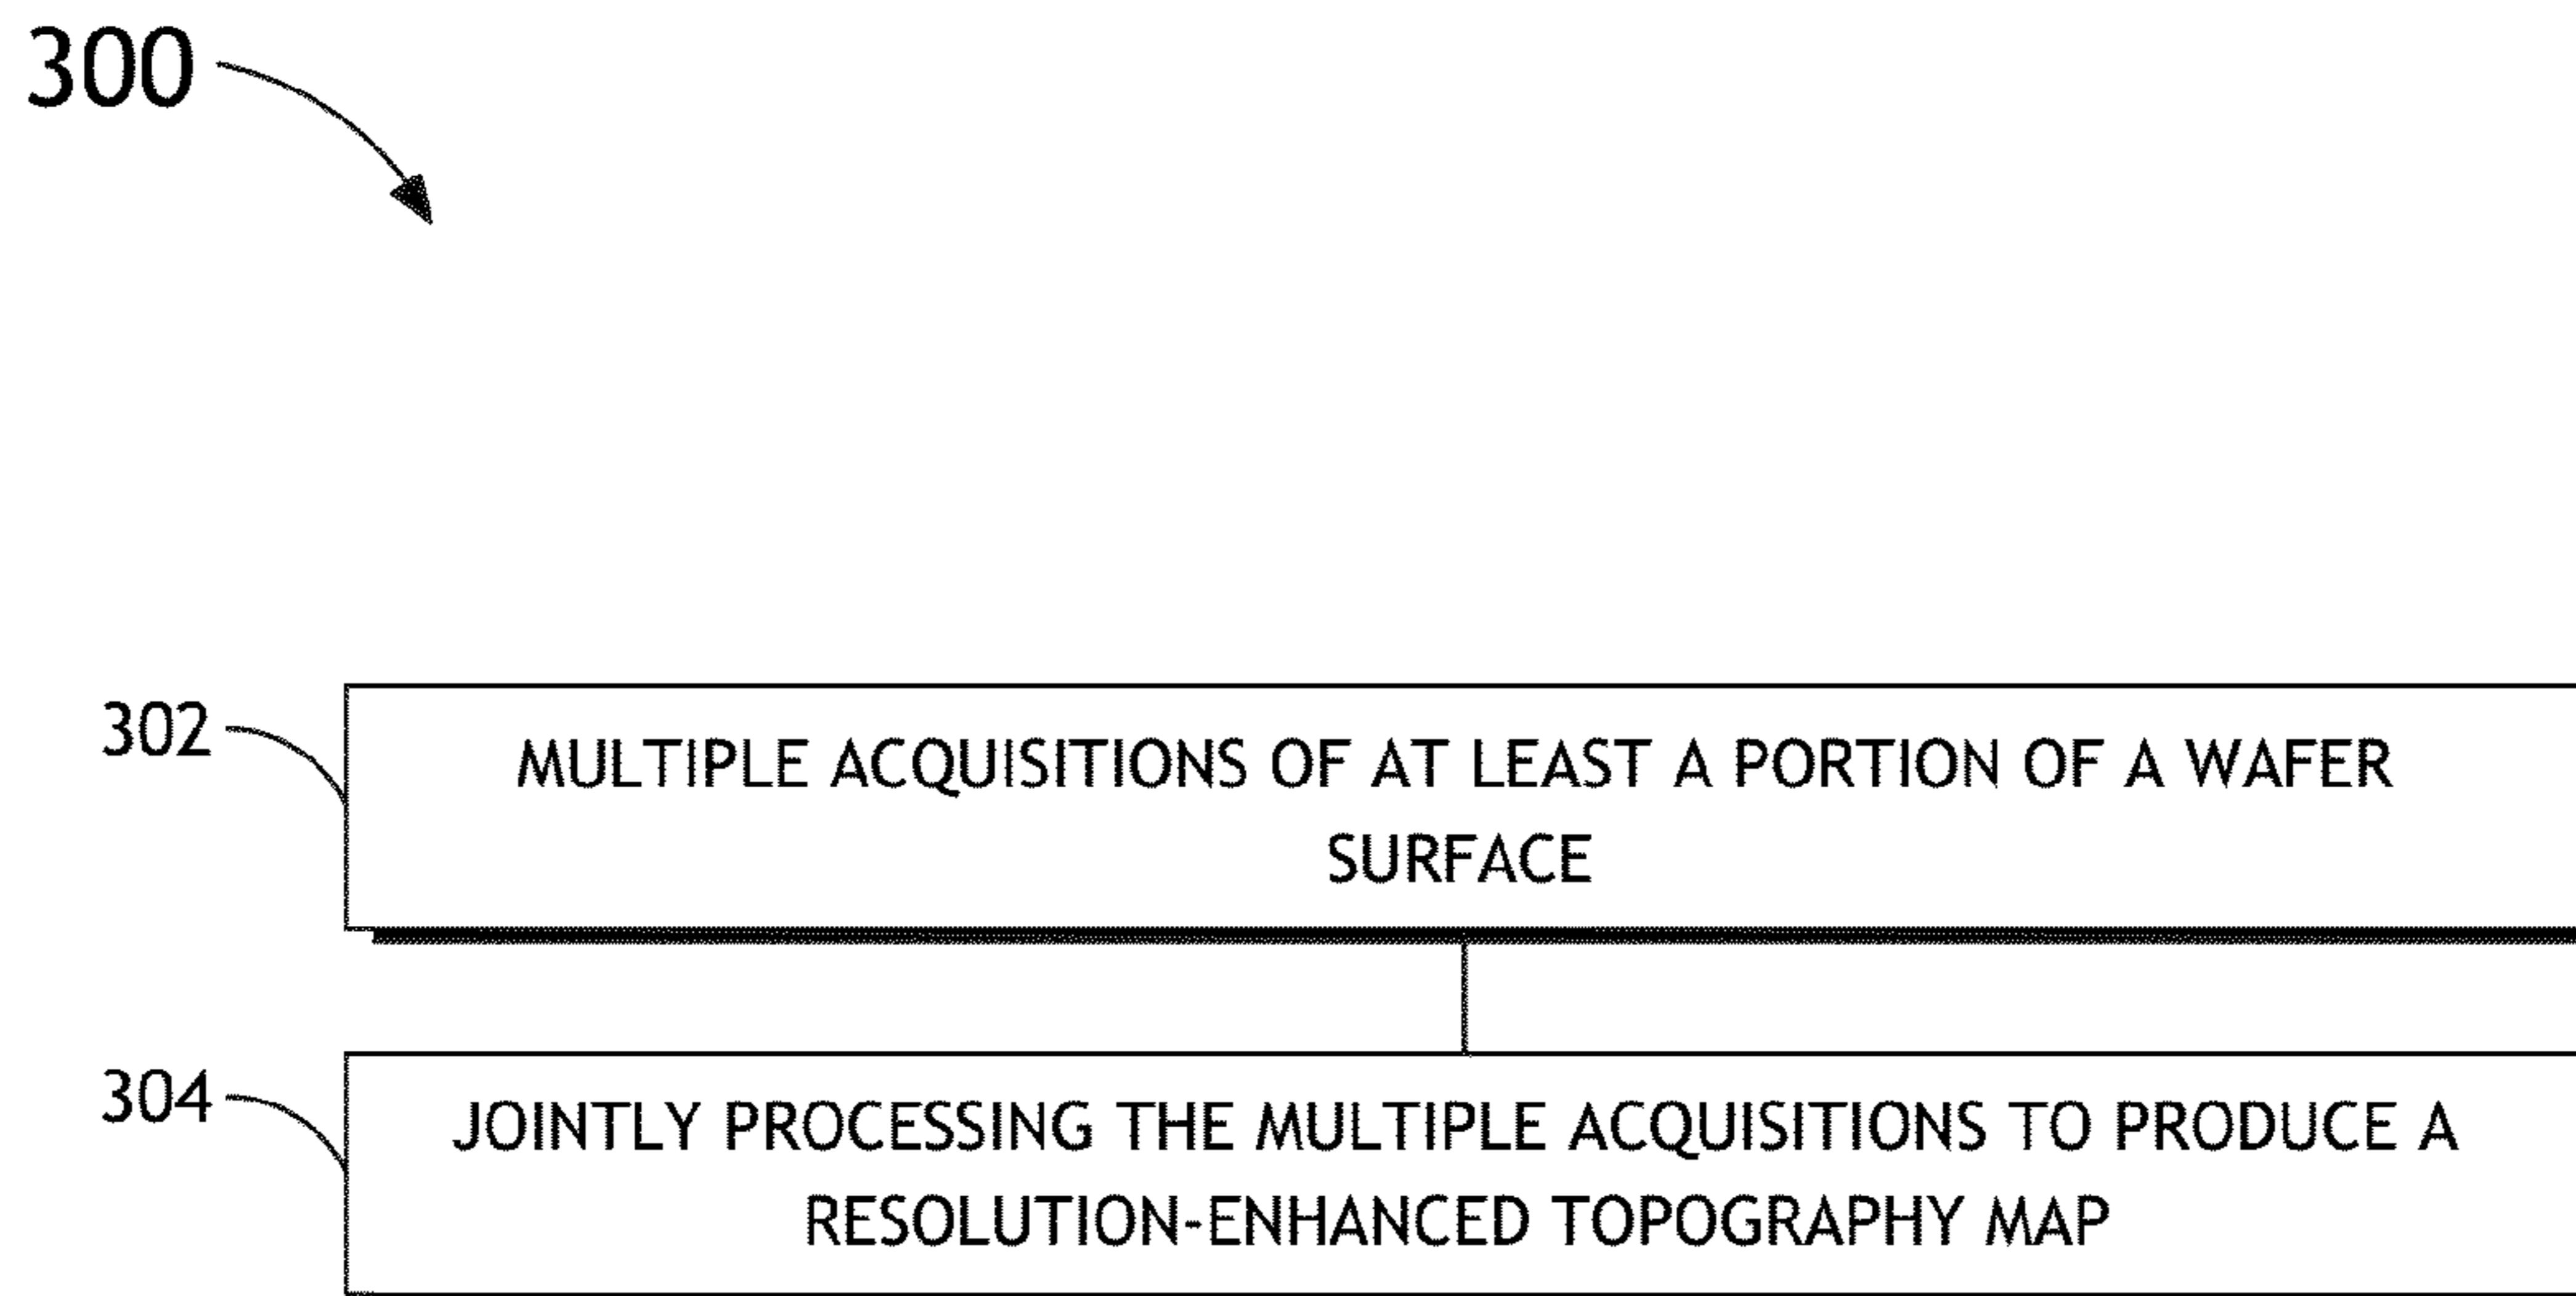 300
302
MULTIPLE ACQUISITIONS OF AT LEAST A PORTION OF A WAFER
SURFACE
304
JOINTLY PROCESSING THE MULTIPLE ACQUISITIONS TO PRODUCE A
RESOLUTION-ENHANCED TOPOGRAPHY MAP